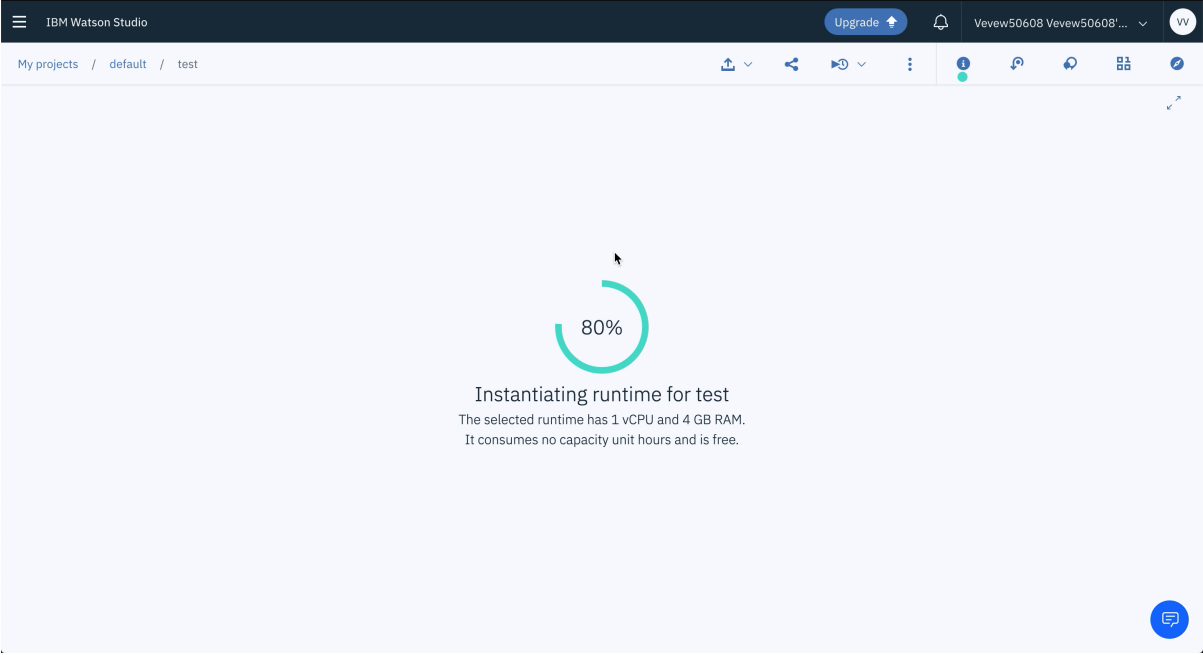 IBM Watson Studio
Upgrade
Vevew50608 Vevew50608'...
VV
My projects / default / test
80%
Instantiating runtime for test
The selected runtime has 1 vCPU and 4 GB RAM.
It consumes no capacity unit hours and is free.